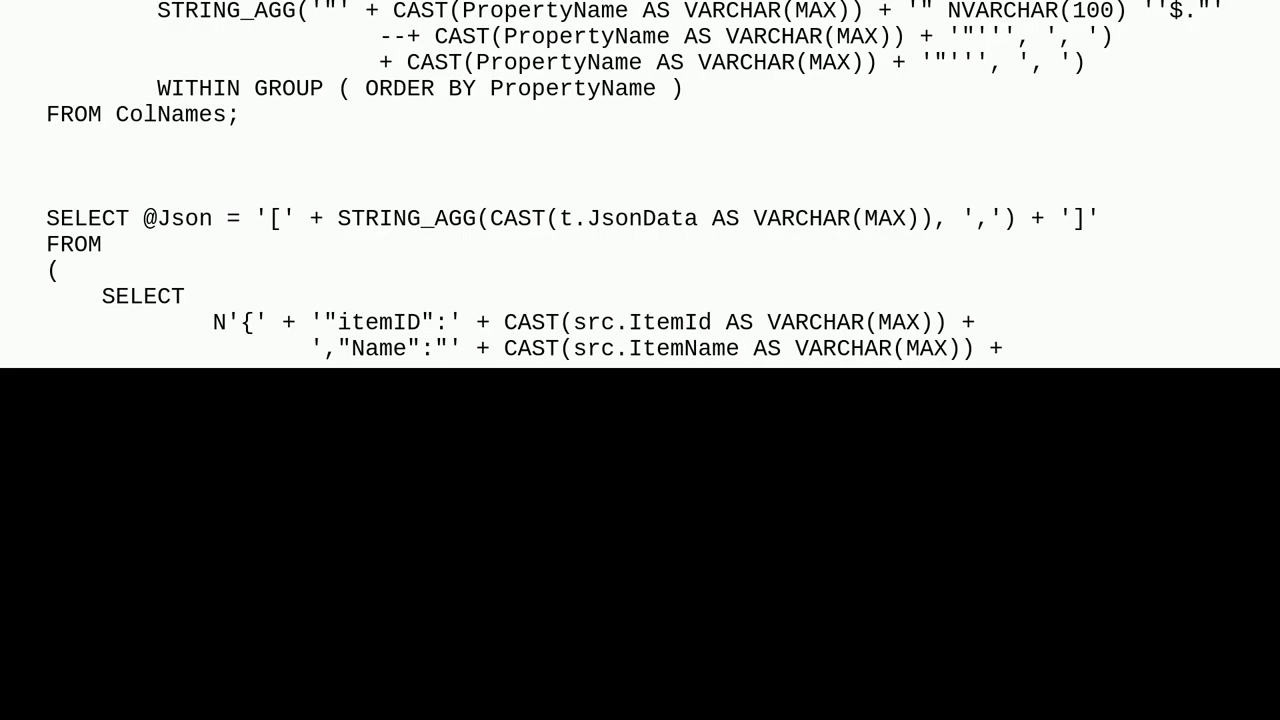 STRING_AGG('"' + CAST(PropertyName AS VARCHAR(MAX)) + '" NVARCHAR(100) ''$."'
--+ CAST(PropertyName AS VARCHAR(MAX)) + '"''', ', ')
+ CAST(PropertyName AS VARCHAR(MAX)) + '"''', ', ')
WITHIN GROUP ( ORDER BY PropertyName )
FROM ColNames;
SELECT @Json = '[' + STRING_AGG(CAST(t.JsonData AS VARCHAR(MAX)), ',') + ']'
FROM
(
SELECT
N'{' + '"itemID":' + CAST(src.ItemId AS VARCHAR(MAX)) +
',"Name":"' + CAST(src.ItemName AS VARCHAR(MAX)) +